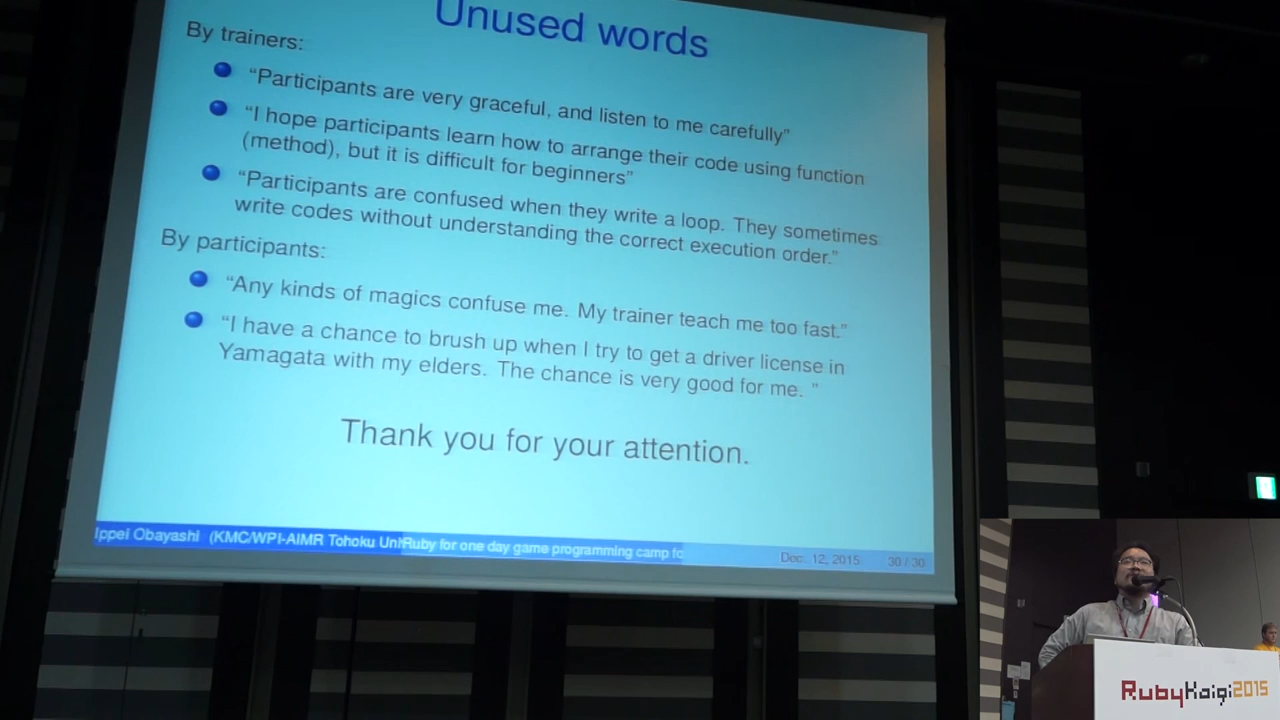 Unused words
By trainers:
“Participants are very graceful, and listen to me carefully”
“I hope participants learn how to arrange their code using function
(method), but it is difficult for beginners”
“Participants are confused when they write a loop. They sometimes
write codes without understanding the correct execution order.”
By participants:
“Any kinds of magics confuse me. My trainer teach me too fast.”
“I have a chance to brush up when I try to get a driver license in
Yamagata with my elders. The chance is very good for me. ”
Thank you for your attention.
Ippei Obayashi (KMC/WPI-AIMR Tohoku Uni Ruby for one day game programming camp fo Dec. 12, 2015 30 / 30
RubyKaigi2015